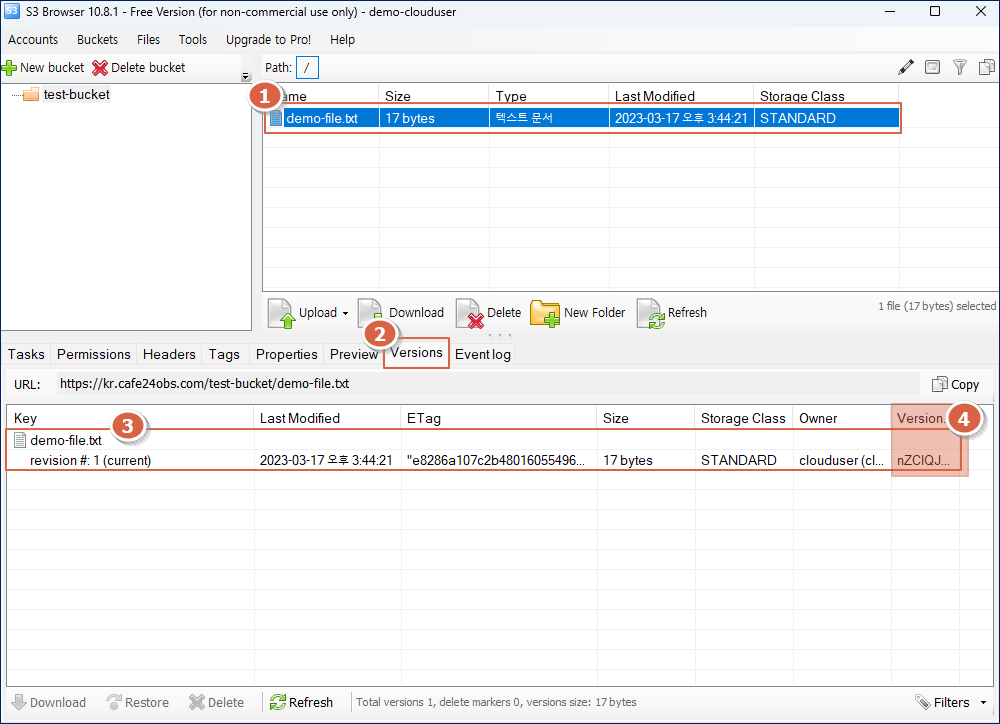 S3 Browser 10.8.1 - Free Version (for non-commercial use only) - demo-clouduser
Accounts Buckets Files Tools Upgrade to Pro! Help
New bucket Delete bucket
Path: /
test-bucket
1
me Size Type Last Modified Storage Class
demo-file.txt 17 bytes 텍스트 문서 2023-03-17 오후 3:44:21 STANDARD
Upload Download Delete New Folder Refresh
1 file (17 bytes) selected
2
Tasks Permissions Headers Tags Properties Preview Versions Event log
URL: https://kr.cafe24obs.com/test-bucket/demo-file.txt Copy
Key Last Modified ETag Size Storage Class Owner Version
3
4
demo-file.txt
revision #: 1 (current) 2023-03-17 오후 3:44:21 "e8286a107c2b48016055496... 17 bytes STANDARD clouduser (cl... nZCIQJ...
Download Restore Delete Refresh Total versions 1, delete markers 0, versions size: 17 bytes Filters